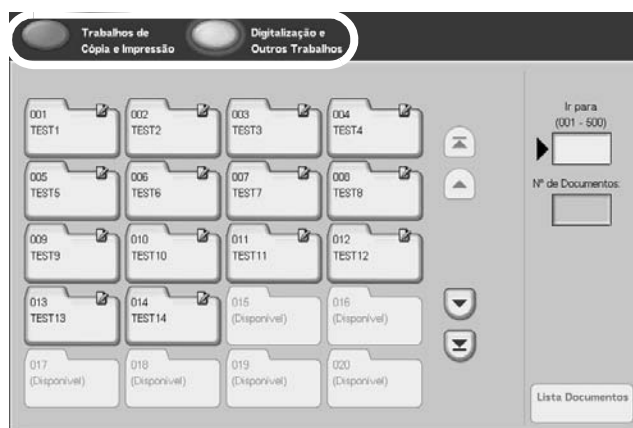 Trabalhos de
Cópia e Impressão
Digitalização e
Outros Trabalhos
001
TEST1
002
TEST2
003
TEST3
004
TEST4
005
TEST5
006
TEST6
007
TEST7
008
TEST8
009
TEST9
010
TEST10
011
TEST11
012
TEST12
013
TEST13
014
TEST14
015
(Disponível)
016
(Disponível)
017
(Disponível)
018
(Disponível)
019
(Disponível)
020
(Disponível)
Ir para
(001 - 500)
Nº de Documentos:
Lista Documentos